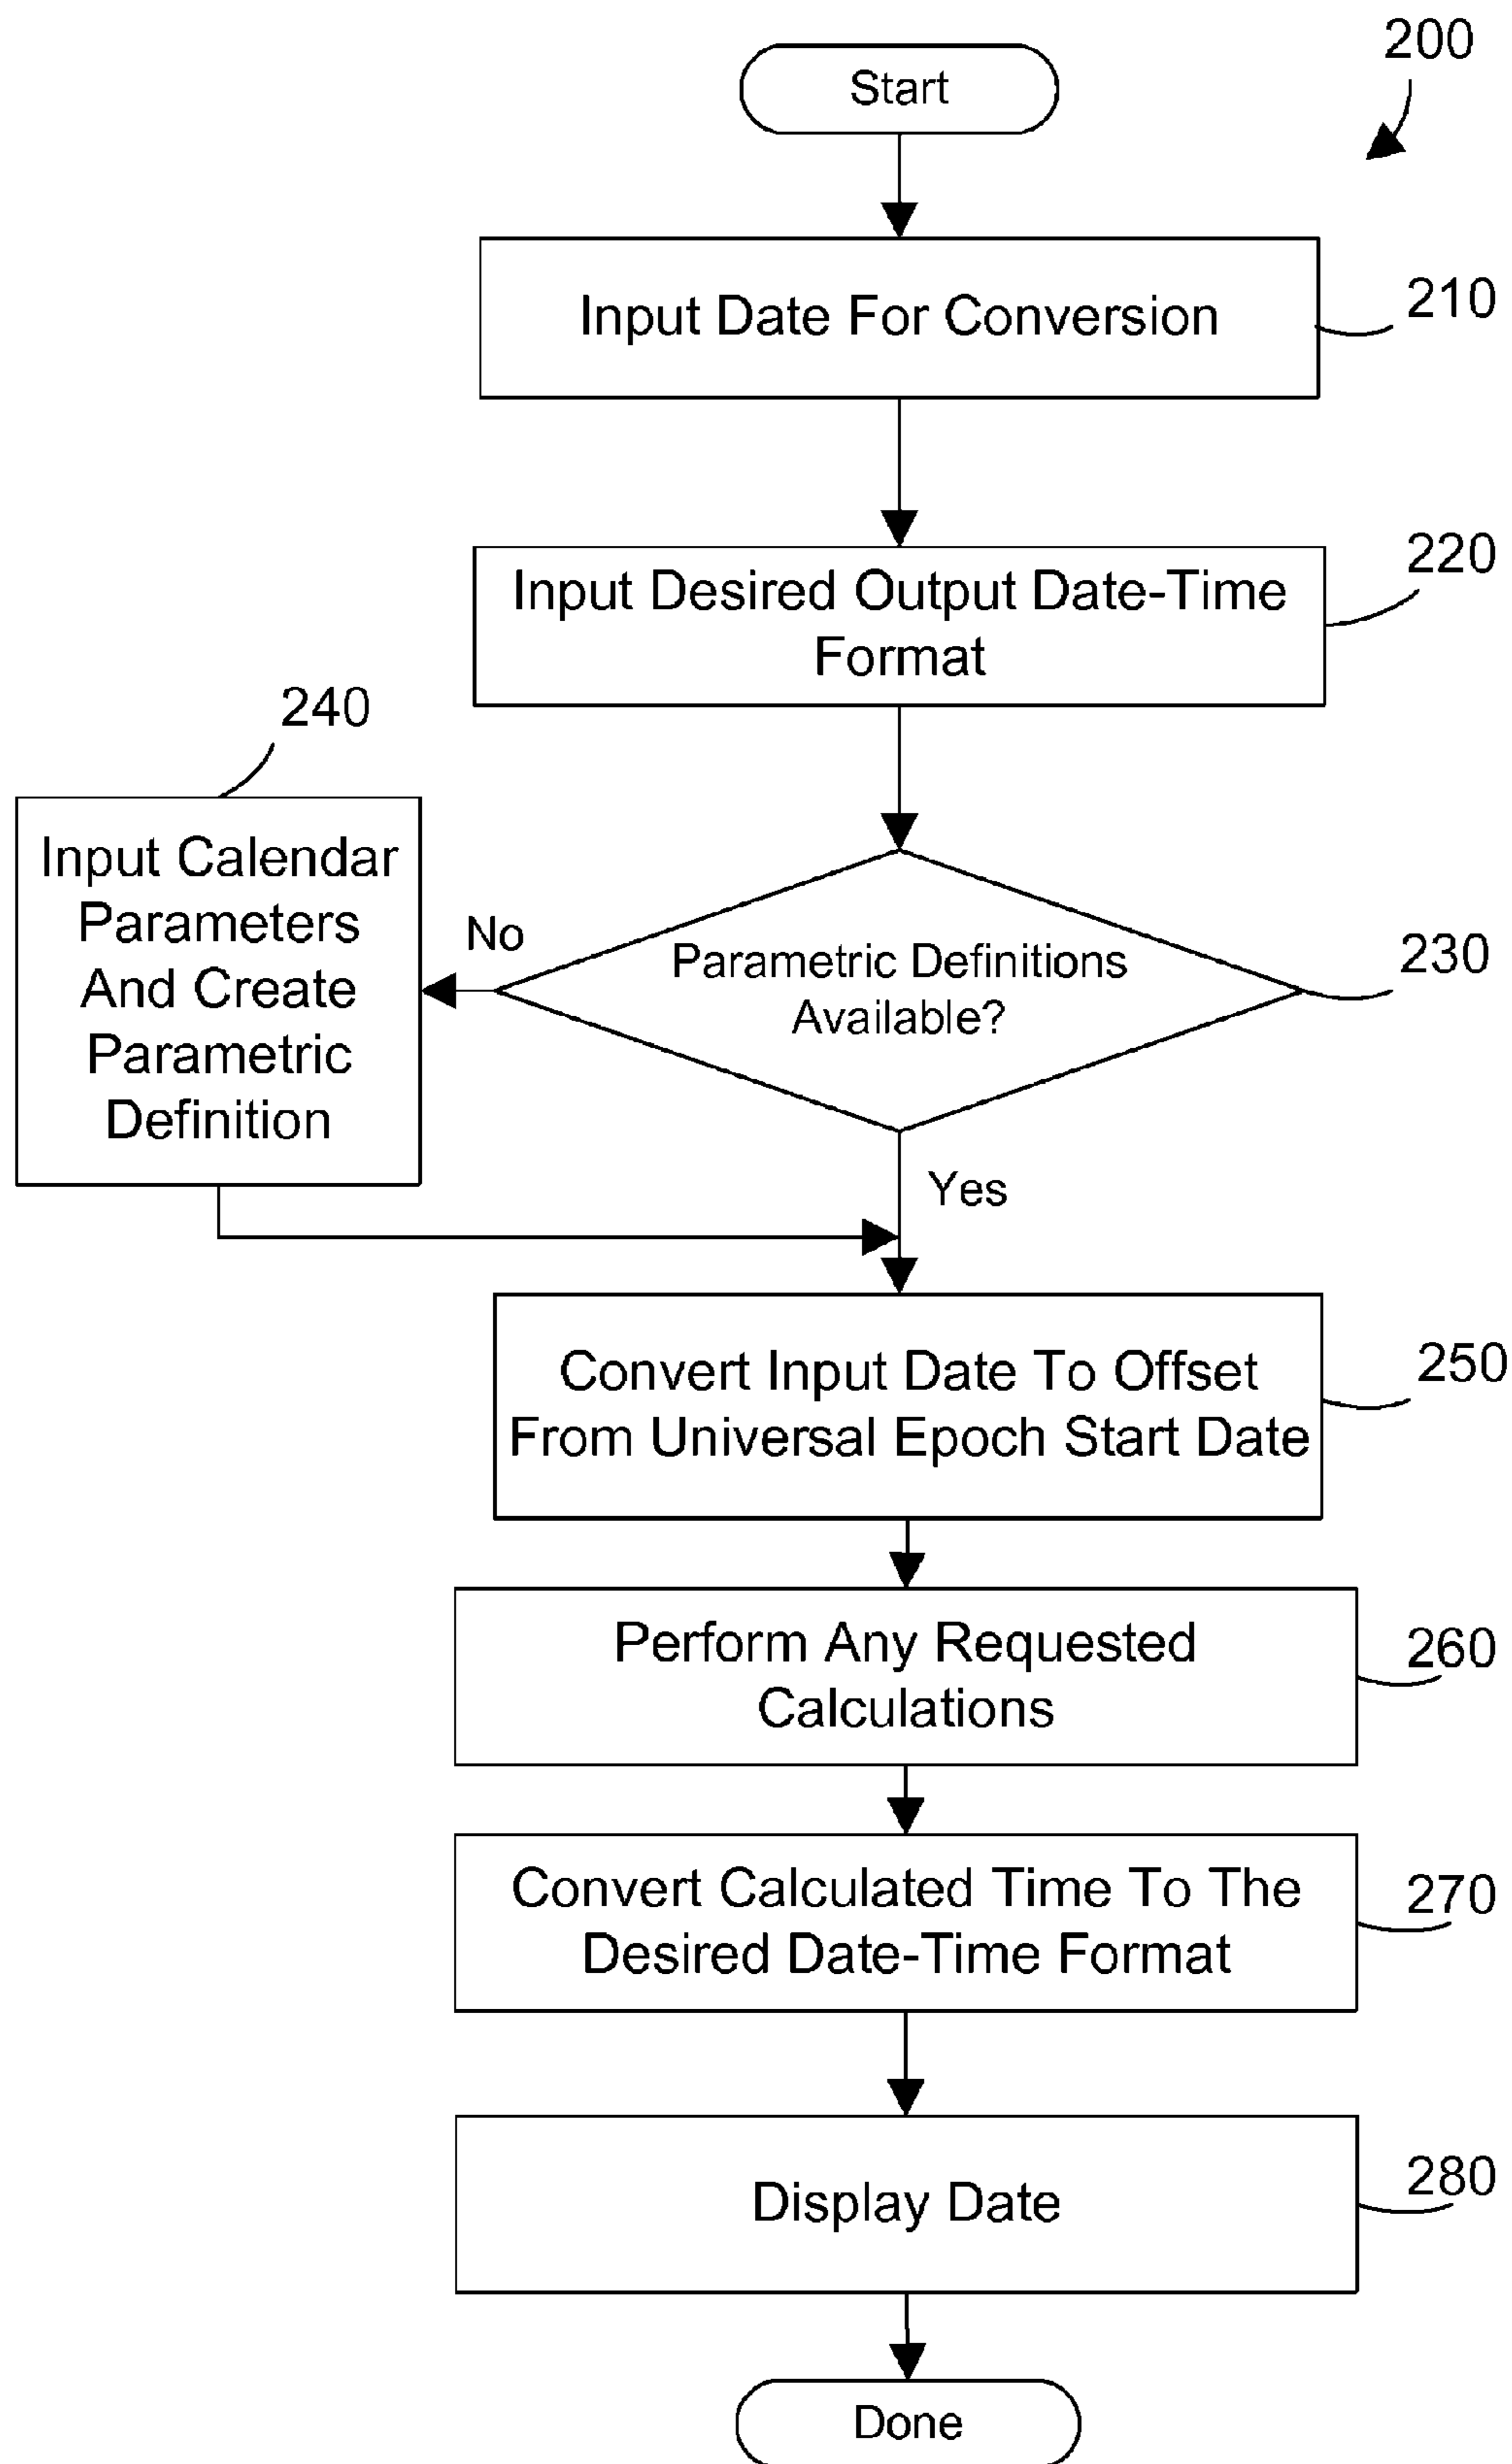 200
Start
Input Date For Conversion
210
Input Desired Output Date-Time
Format
220
240
Input Calendar
Parameters
And Create
Parametric
Definition
No
Parametric Definitions
Available?
230
Yes
Convert Input Date To Offset
From Universal Epoch Start Date
250
Perform Any Requested
Calculations
260
Convert Calculated Time To The
Desired Date-Time Format
270
Display Date
280
Done